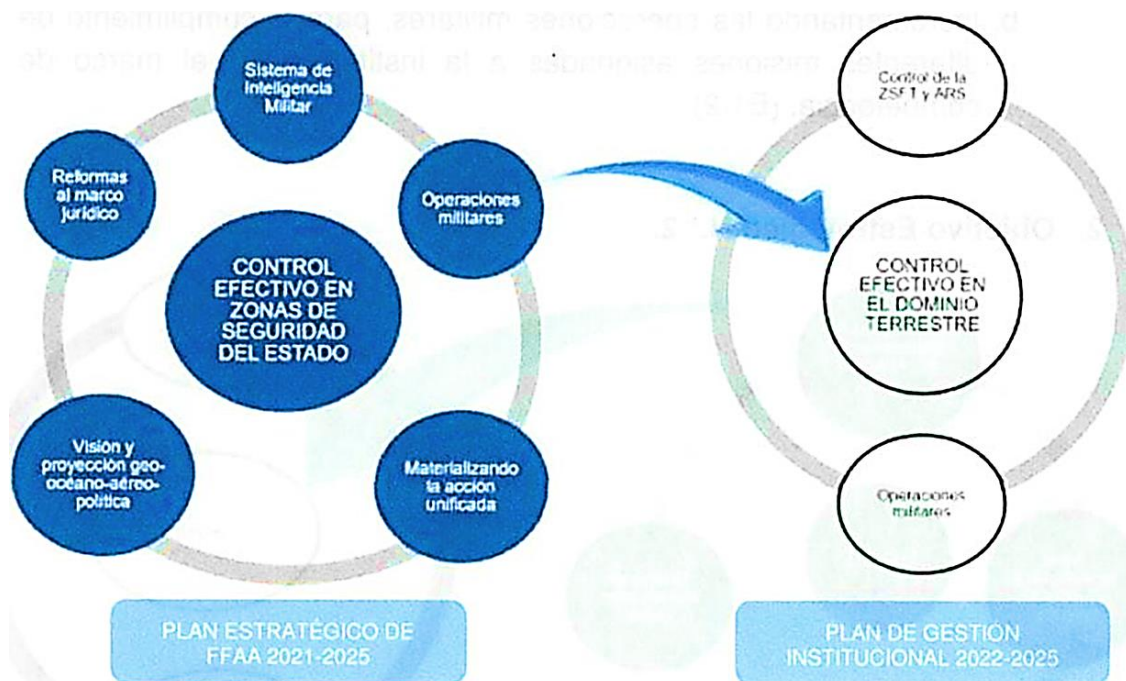 Sistema de
Inteligencia
Militar
Reformas
al marco
jurídico
Operaciones
militares
CONTROL
EFECTIVO EN
ZONAS DE
SEGURIDAD
DEL ESTADO
Visión y
proyección geo-
océano-aéreo-
política
Materializando
la acción
unificada
PLAN ESTRATÉGICO DE
FFAA 2021-2025
Control de la
y ARS
CONTROL
EFECTIVO EN
EL DOMINIO
TERRESTRE
Operaciones
militares
PLAN DE GESTIÓN
INSTITUCIONAL 2022-2025